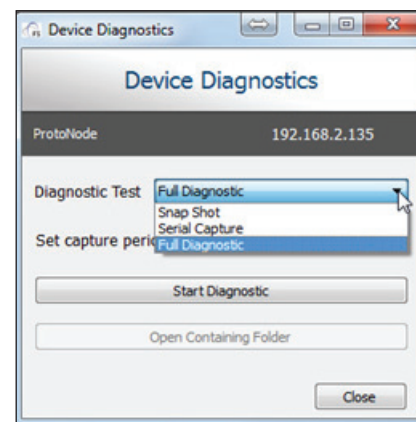 Device Diagnostics
Device Diagnostics
ProtoNode 192.168.2.135
Diagnostic Test Full Diagnostic
Snap Shot
Serial Capture
Set capture Full Diagnostic
Start Diagnostic
Open Containing Folder
Close